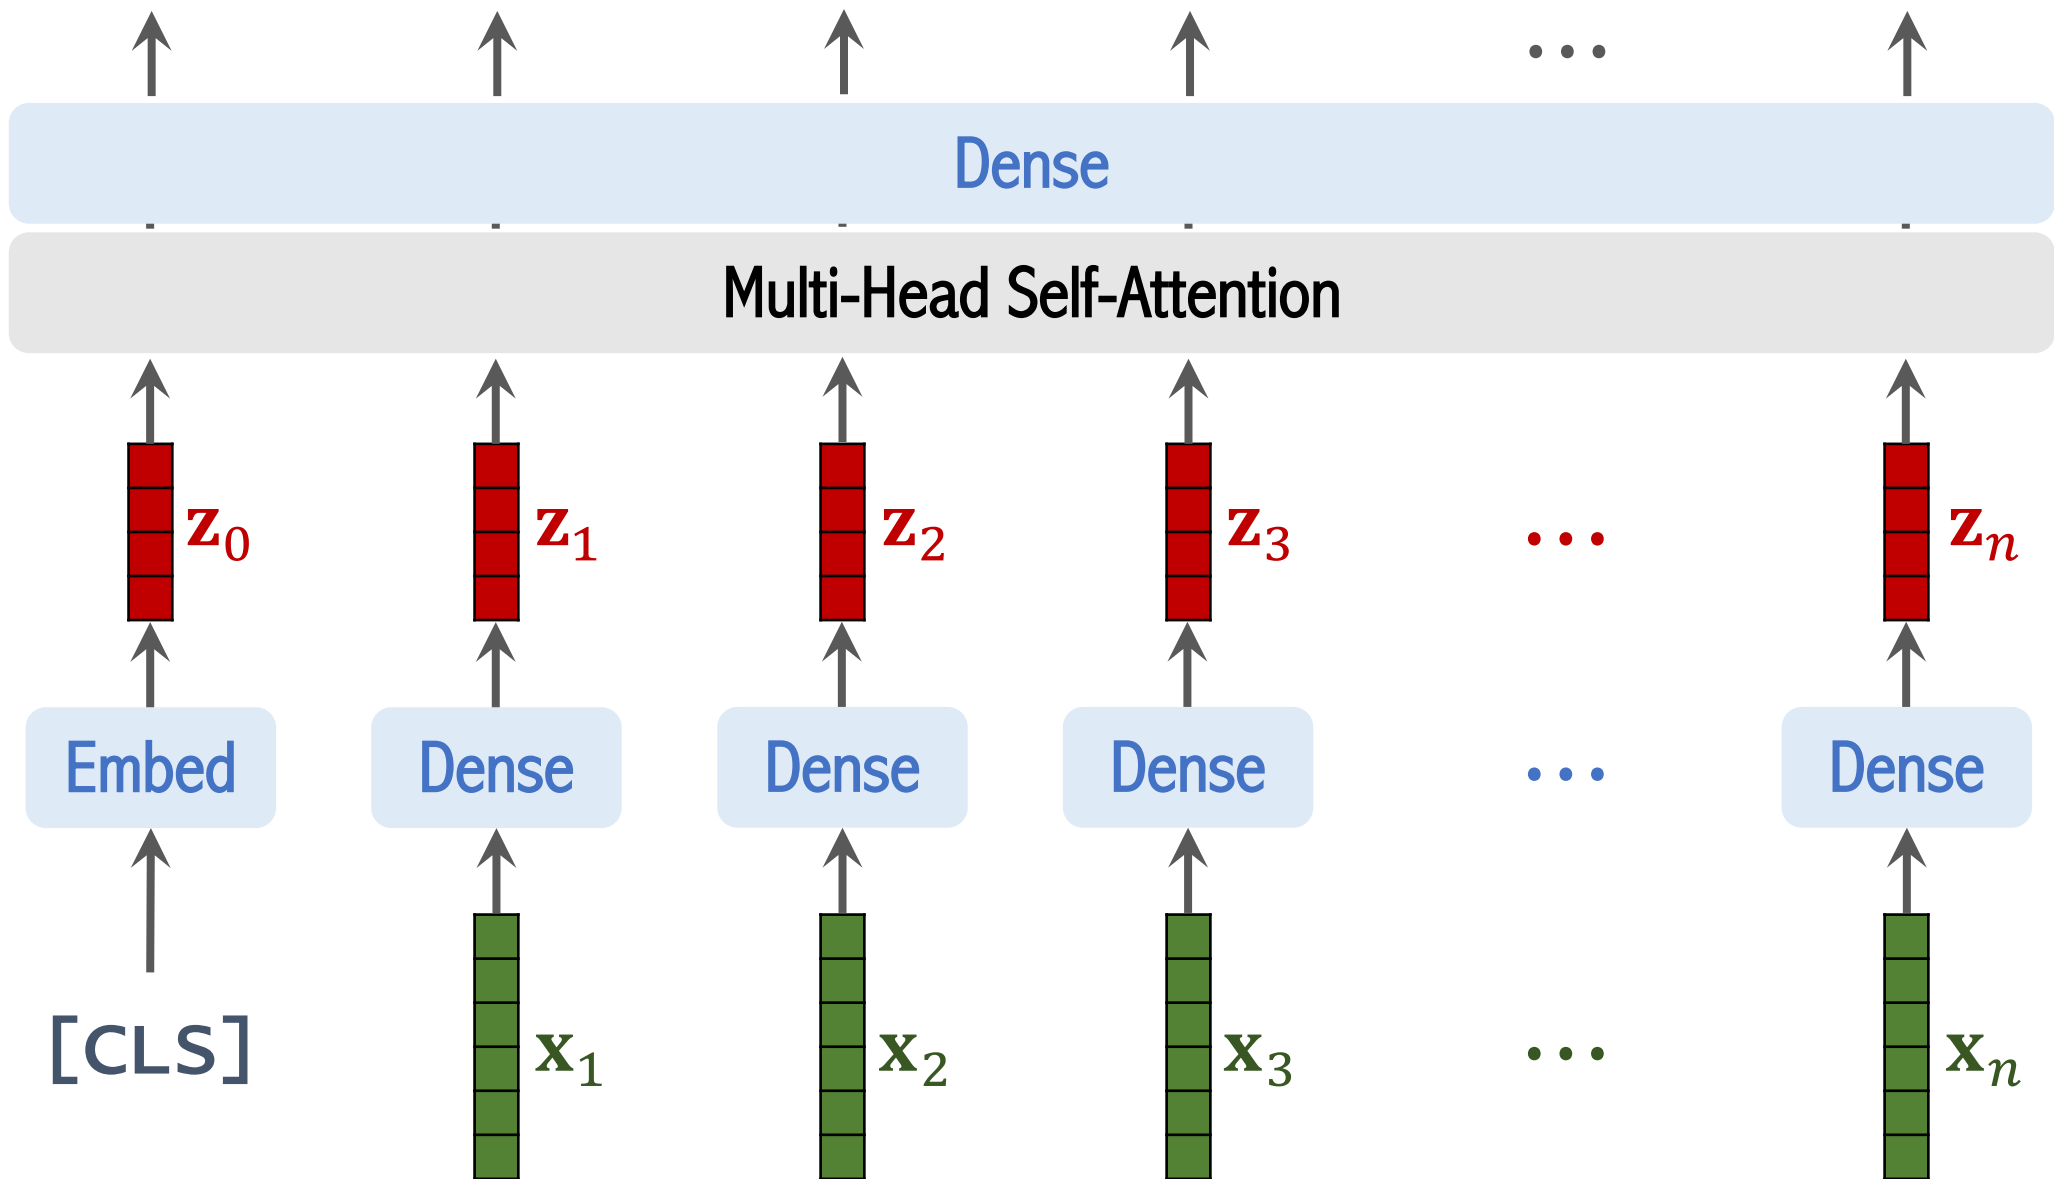 ...
Dense
Multi-Head Self-Attention
z0 z1 z2 z3 ... zn
Embed Dense Dense Dense ... Dense
[CLS] x1 x2 x3 ... xn